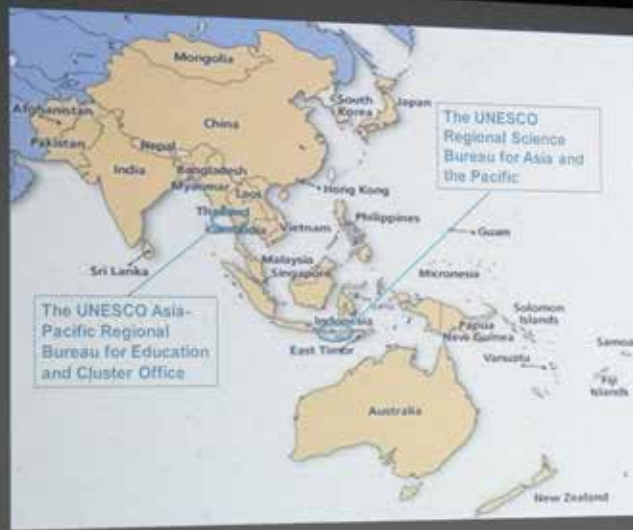 Mongolia
Afghanistan
South
Korea
Japan
The UNESCO
Regional Science
Bureau for Asia and
the Pacific
China
Pakistan
Nepal
India
Bangladesh
Myanmar
Laos
Hong Kong
Thailand
Cambodia
Vietnam
Philippines
Guam
Sri Lanka
Malaysia
Singapore
Micronesia
The UNESCO Asia-
Pacific Regional
Bureau for Education
and Cluster Office
Indonesia
Papua
New Guinea
Solomon
Islands
East Timor
Vanuatu
Samoa
Fiji
Islands
Australia
New Zealand